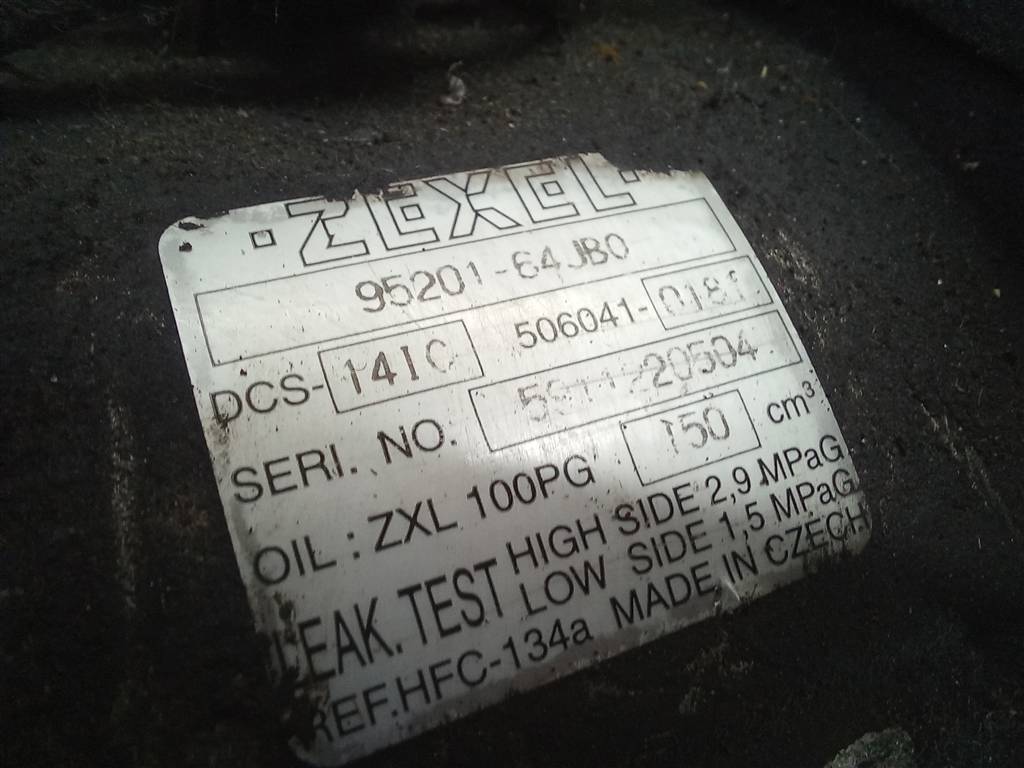 ZEXEL
95201-64JB0
DCS-14IC 506041-0181
SERI. NO.
OIL : ZXL 100PG 150 cm³
LEAK. TEST HIGH SIDE 2,9 MPaG
LOW SIDE 1,5 MPaG
REF.HFC-134a MADE IN CZECH